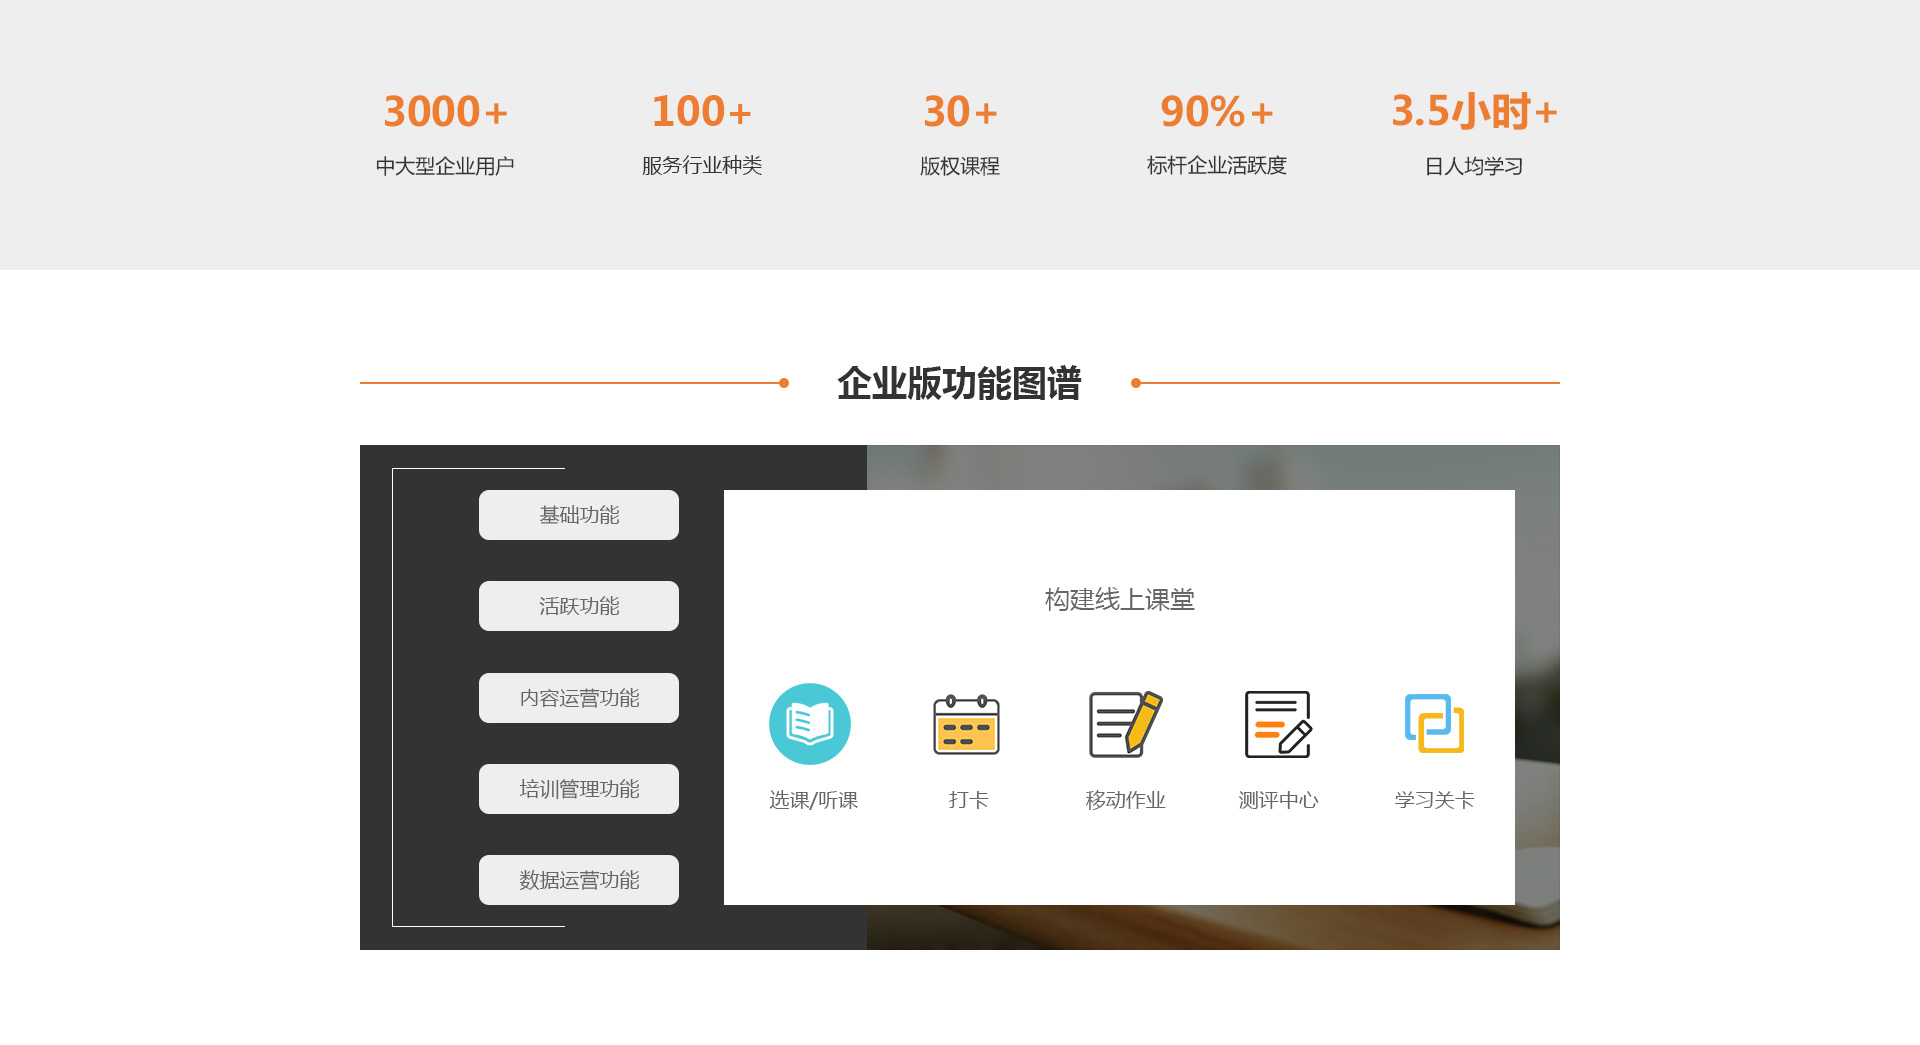 3000+
100+
30+
90%+
3.5小时+
中大型企业用户
服务行业种类
版权课程
标杆企业活跃度
日人均学习
企业版功能图谱
基础功能
活跃功能
内容运营功能
培训管理功能
数据运营功能
构建线上课堂
选课/听课
打卡
移动作业
测评中心
学习关卡